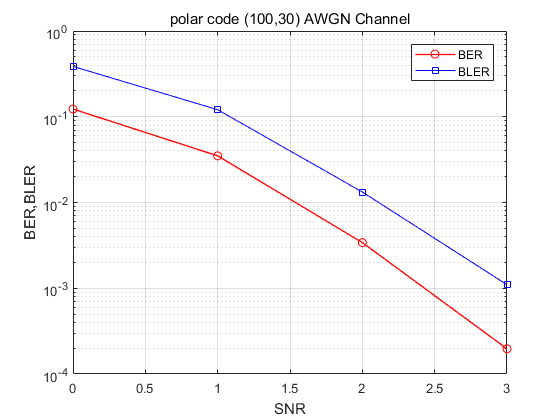 polar code (100,30) AWGN Channel
10^0
10^-1
10^-2
10^-3
10^-4
BER,BLER
BER
BLER
0
0.5
1
1.5
2
2.5
3
SNR